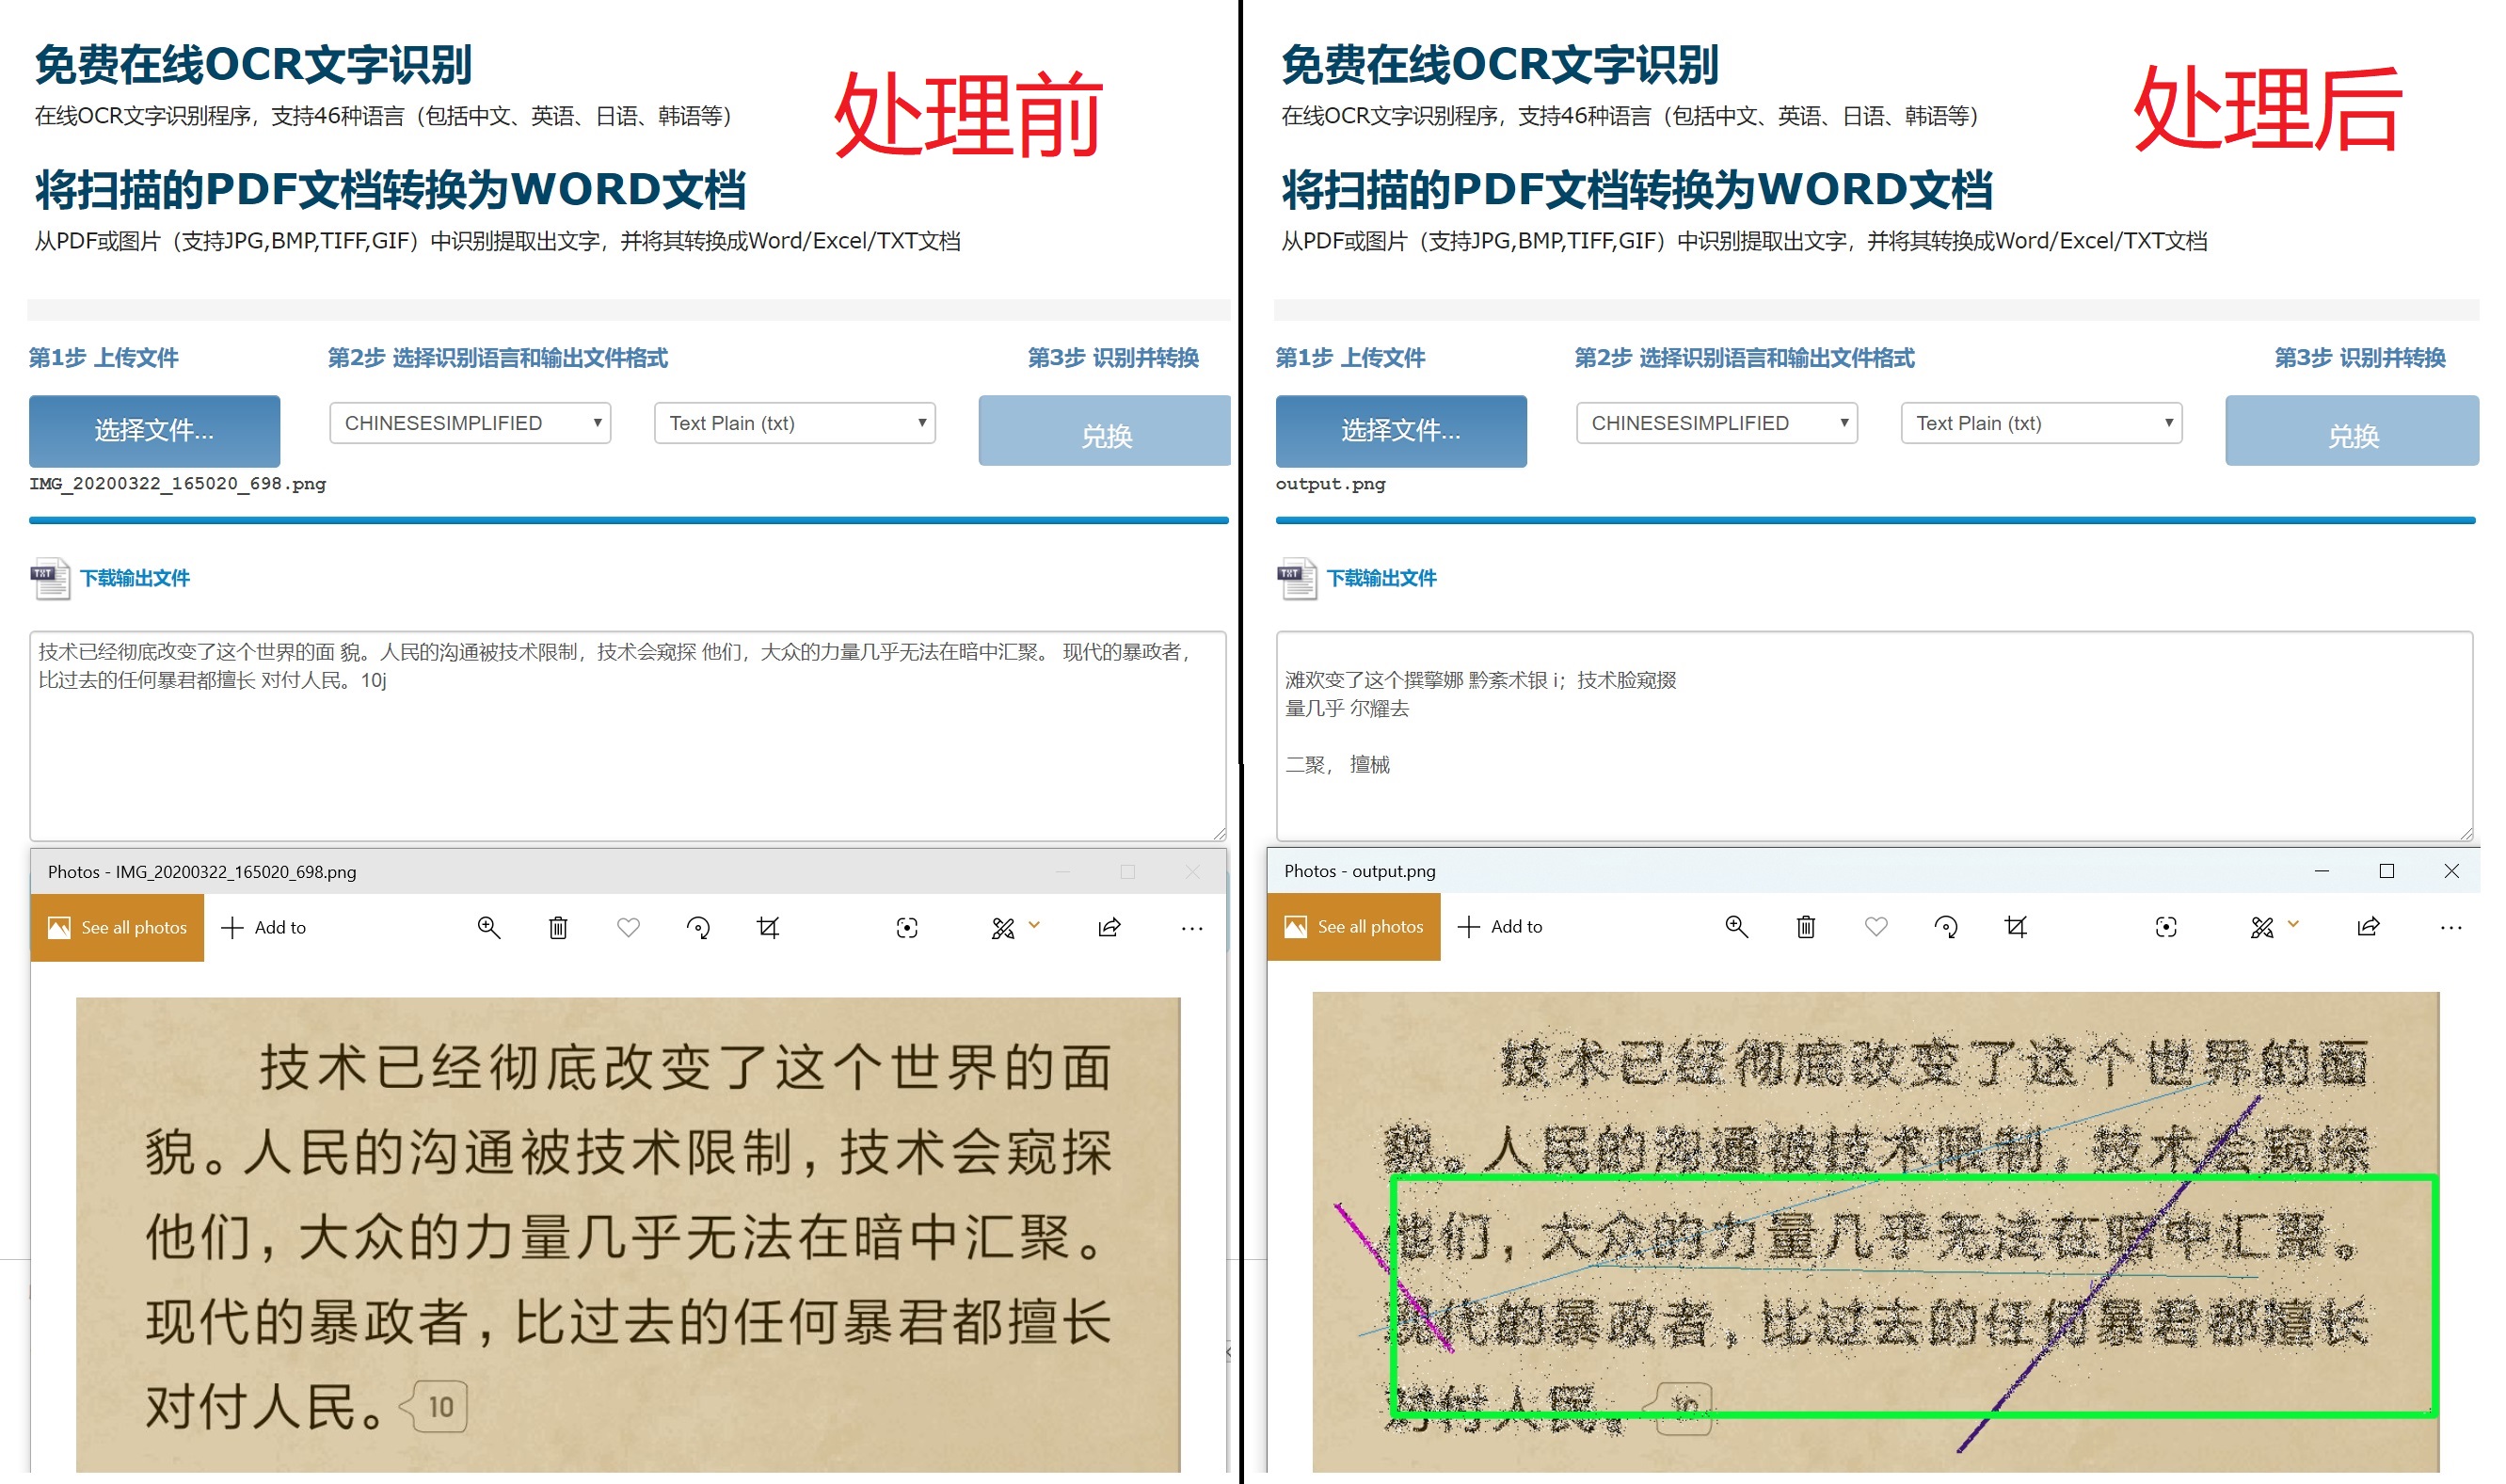 免费在线OCR文字识别
处理前
在线OCR文字识别程序，支持46种语言（包括中文、英语、日语、韩语等）
将扫描的PDF文档转换为WORD文档
从PDF或图片（支持JPG,BMP,TIFF,GIF）中识别提取出文字，并将其转换成Word/Excel/TXT文档
第1步 上传文件
第2步 选择识别语言和输出文件格式
第3步 识别并转换
选择文件...
CHINESESIMPLIFIED
Text Plain (txt)
兑换
IMG_20200322_165020_698.png
TXT
下载输出文件
技术已经彻底改变了这个世界的面 貌。人民的沟通被技术限制，技术会窥探 他们，大众的力量几乎无法在暗中汇聚。 现代的暴政者，
比过去的任何暴君都擅长 对付人民。10j
Photos - IMG_20200322_165020_698.png
See all photos
Add to
技术已经彻底改变了这个世界的面
貌。人民的沟通被技术限制，技术会窥探
他们，大众的力量几乎无法在暗中汇聚。
现代的暴政者，比过去的任何暴君都擅长
对付人民。 10
免费在线OCR文字识别
处理后
在线OCR文字识别程序，支持46种语言（包括中文、英语、日语、韩语等）
将扫描的PDF文档转换为WORD文档
从PDF或图片（支持JPG,BMP,TIFF,GIF）中识别提取出文字，并将其转换成Word/Excel/TXT文档
第1步 上传文件
第2步 选择识别语言和输出文件格式
第3步 识别并转换
选择文件...
CHINESESIMPLIFIED
Text Plain (txt)
兑换
output.png
TXT
下载输出文件
滩欢变了这个撰擎娜 黔紊术银 i；技术脸窥掇
量几乎 尔耀去
二聚， 擅械
Photos - output.png
See all photos
Add to
技术已经彻底改变了这个世界的面
貌。人民的沟通被技术限制，技术会窥探
他们，大众的力量几乎无法在暗中汇聚。
现代的暴政者，比过去的任何暴君都擅长
对付人民。 10